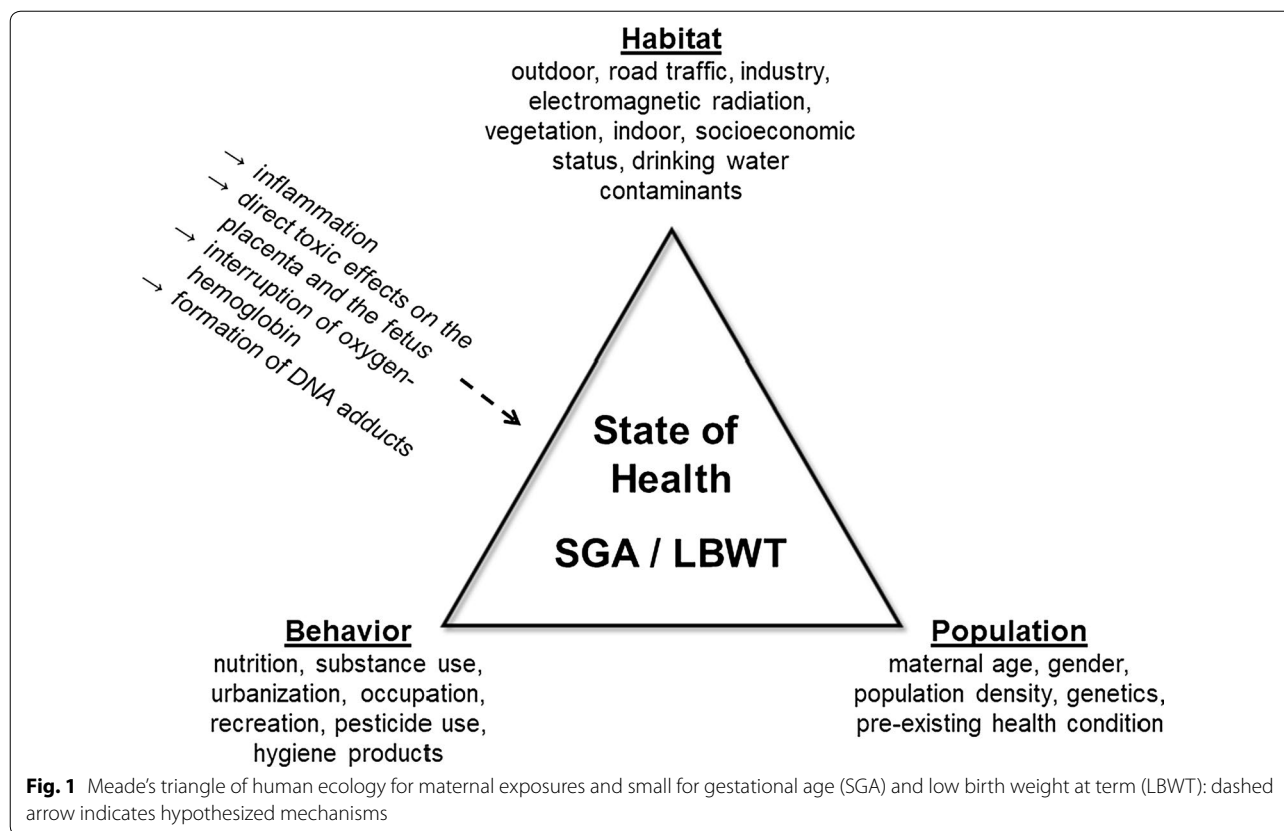 Habitat
outdoor, road traffic, industry,
electromagnetic radiation,
vegetation, indoor, socioeconomic
status, drinking water
contaminants
→ inflammation
→ direct toxic effects on the
placenta and the fetus
→ interruption of oxygen-
hemoglobin
→ formation of DNA adducts
State of
Health
SGA / LBWT
Behavior
nutrition, substance use,
urbanization, occupation,
recreation, pesticide use,
hygiene products
Population
maternal age, gender,
population density, genetics,
pre-existing health condition
Fig. 1 Meade's triangle of human ecology for maternal exposures and small for gestational age (SGA) and low birth weight at term (LBWT): dashed
arrow indicates hypothesized mechanisms